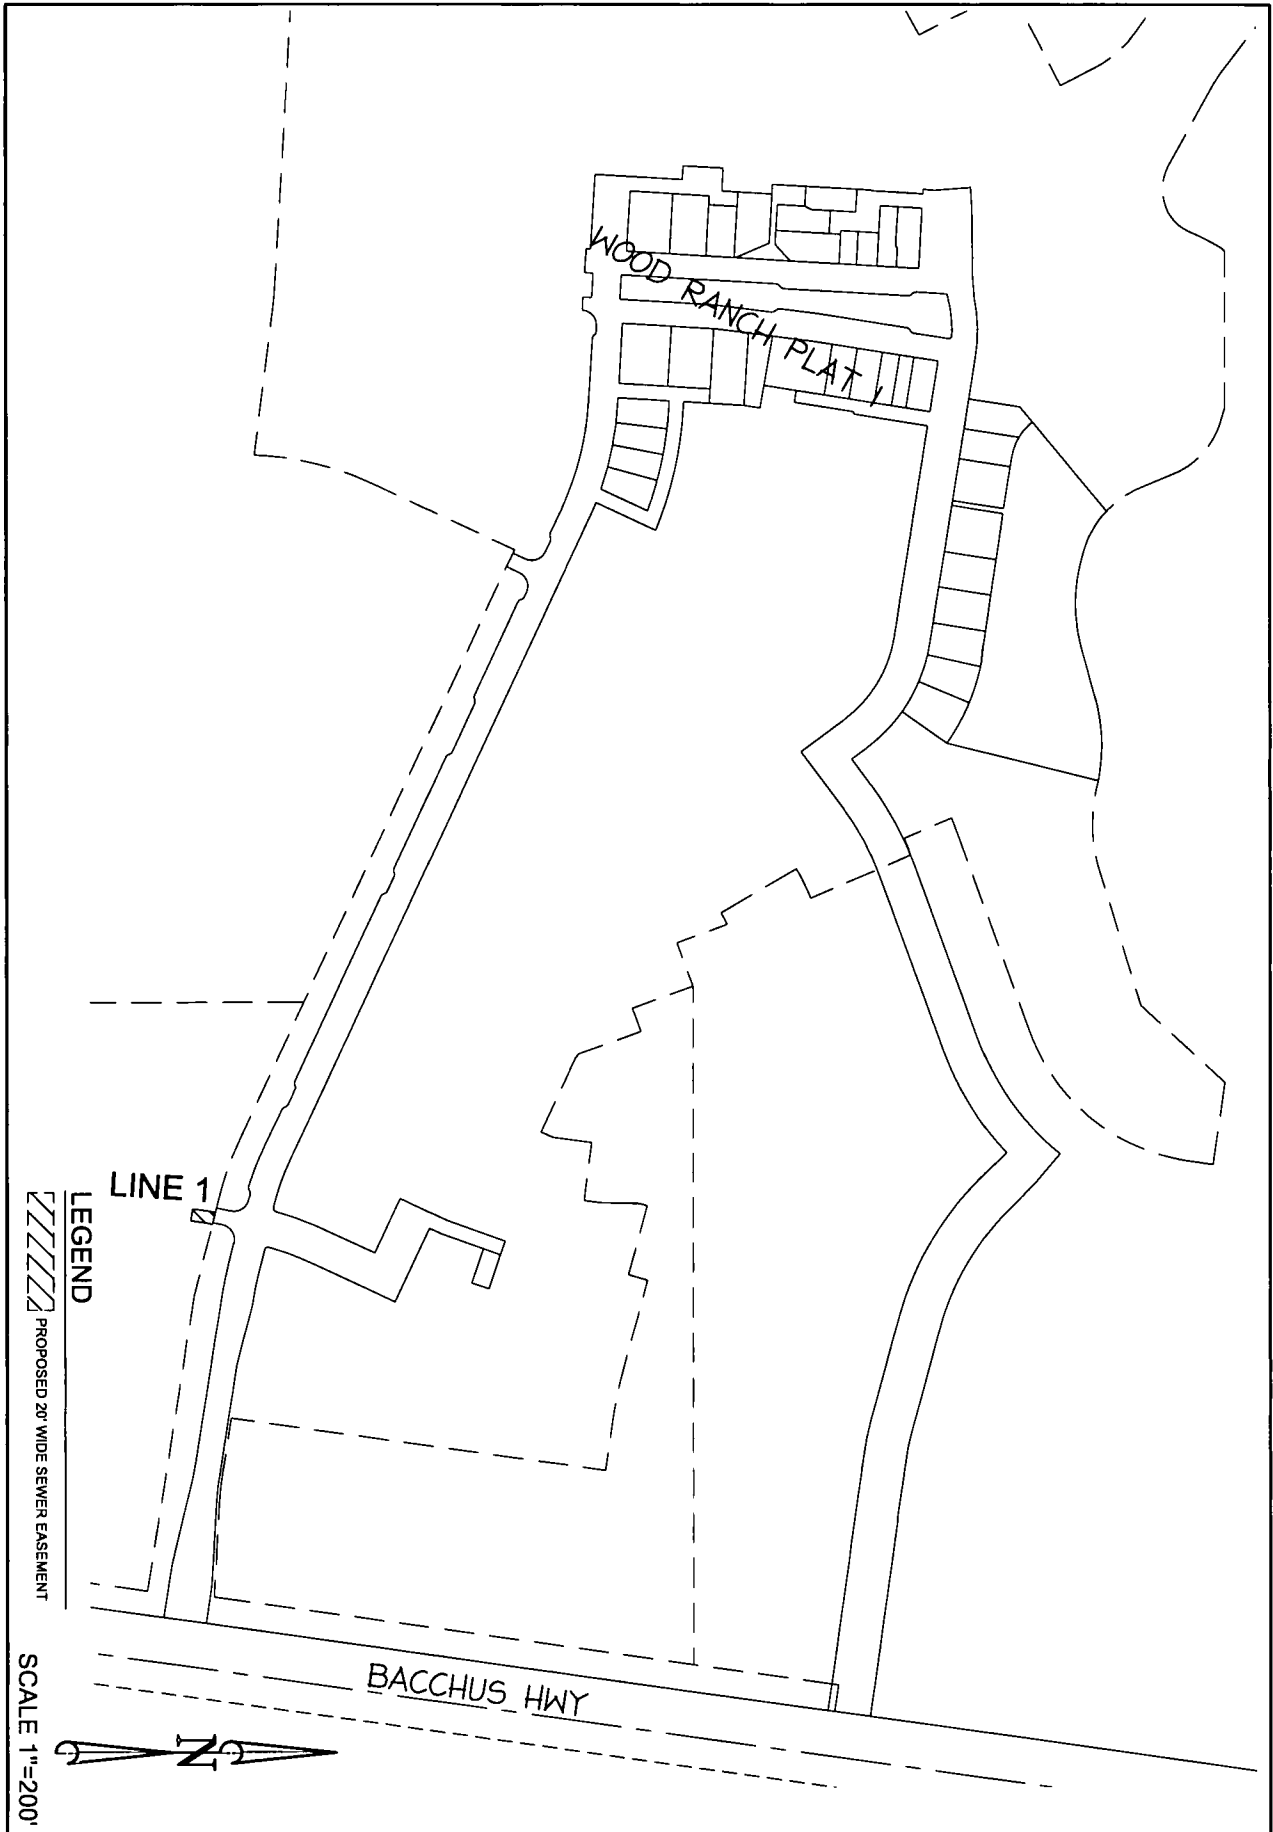 WOOD RANCH PLAT 1
LINE 1
LEGEND
PROPOSED 20' WIDE SEWER EASEMENT
BACCHUS HWY
N
SCALE 1"=200'